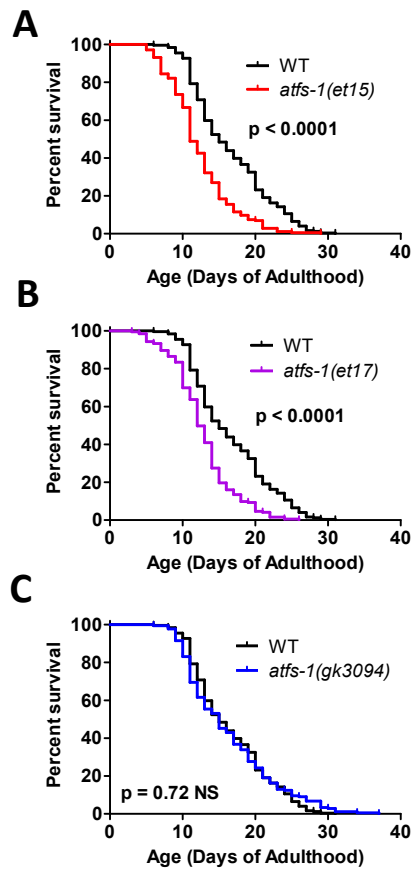 A
100
80
60
40
20
0
Percent survival
WT
atfs-1(et15)
p < 0.0001
0 10 20 30 40
Age (Days of Adulthood)
B
100
80
60
40
20
0
Percent survival
WT
atfs-1(et17)
p < 0.0001
0 10 20 30 40
Age (Days of Adulthood)
C
100
80
60
40
20
0
Percent survival
WT
atfs-1(gk3094)
p = 0.72 NS
0 10 20 30 40
Age (Days of Adulthood)